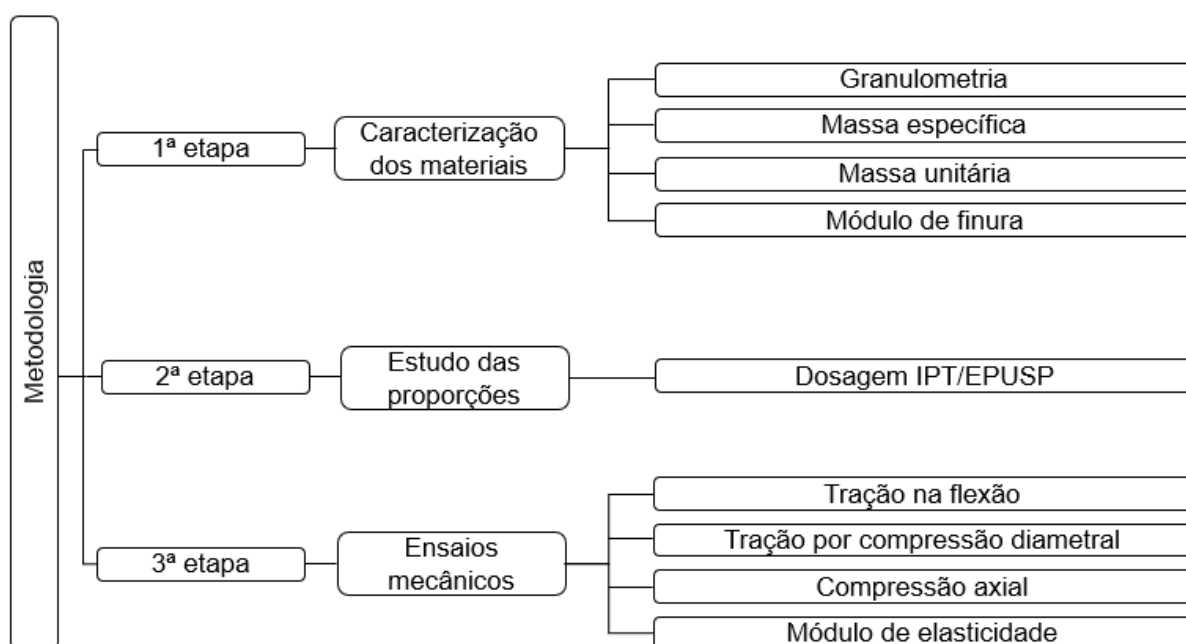 Metodologia
1ª etapa
Caracterização
dos materiais
Granulometria
Massa específica
Massa unitária
Módulo de finura
2ª etapa
Estudo das
proporções
Dosagem IPT/EPUSP
3ª etapa
Ensaios
mecânicos
Tração na flexão
Tração por compressão diametral
Compressão axial
Módulo de elasticidade